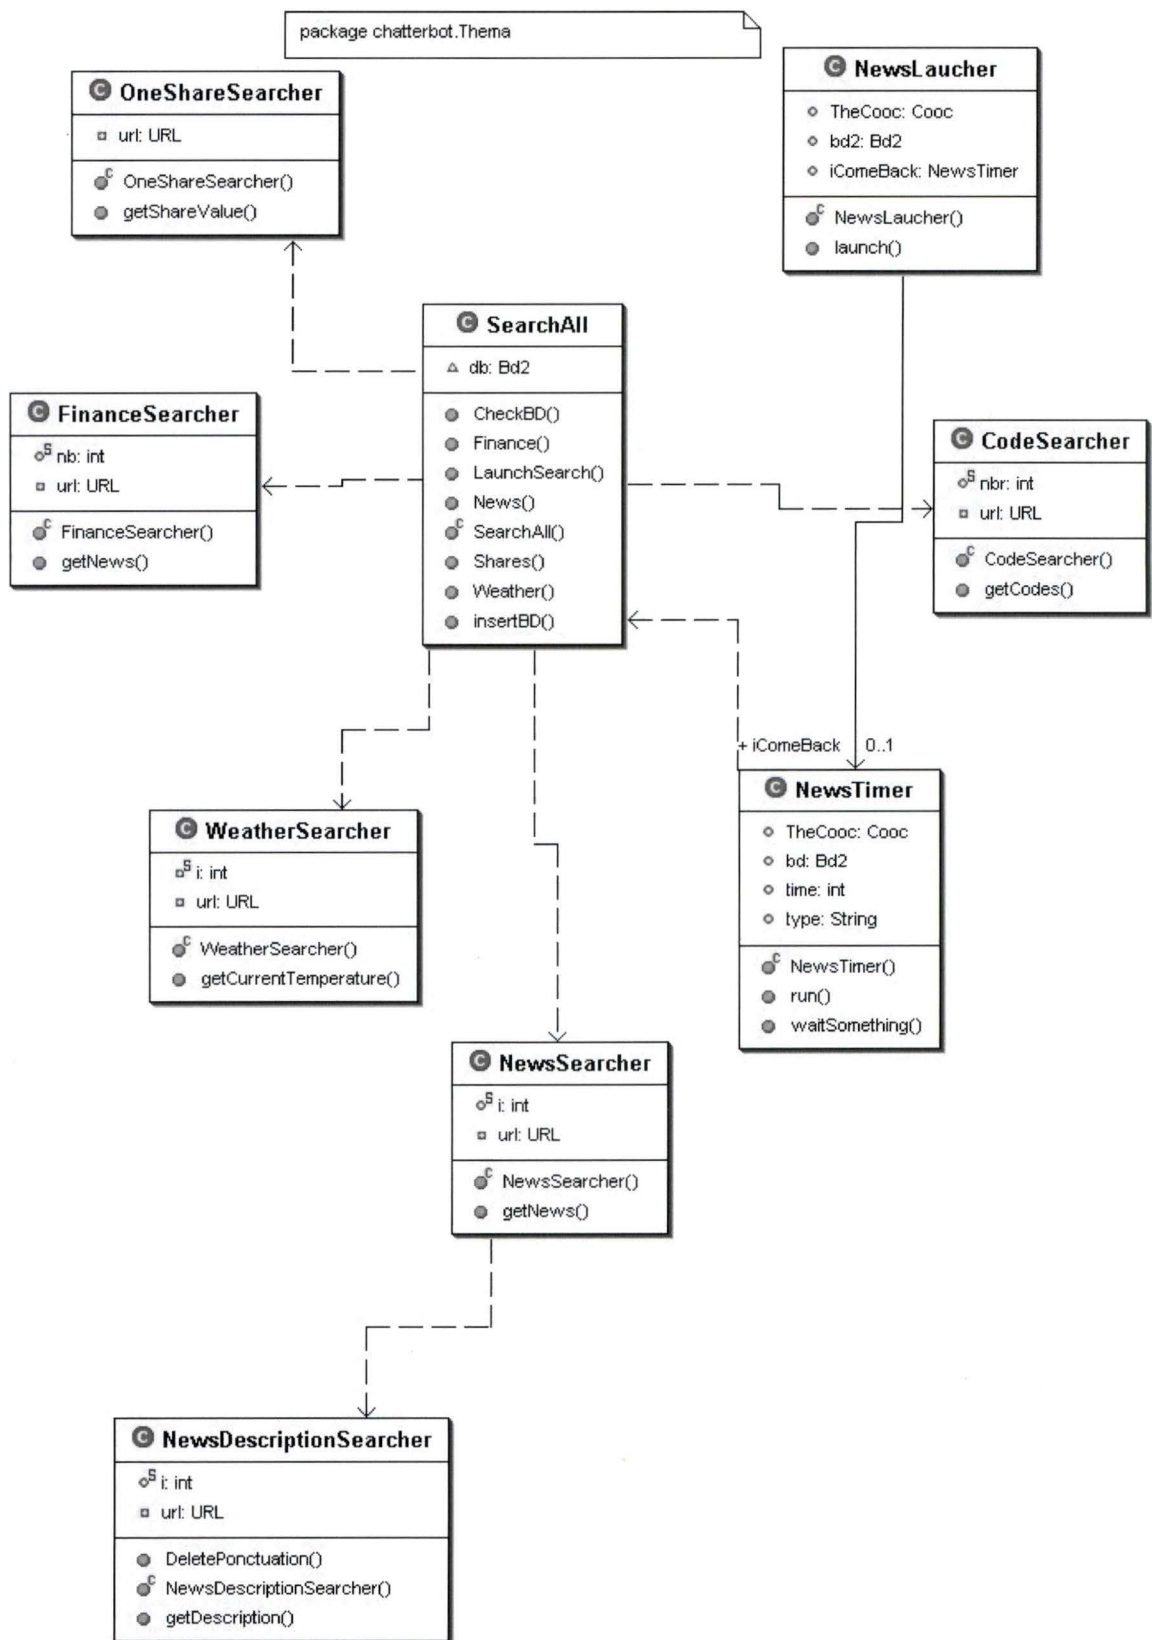 package chatterbot.Thema
C OneShareSearcher
url: URL
C OneShareSearcher()
getShareValue()
C NewsLaucher
TheCooc: Cooc
bd2: Bd2
iComeBack: NewsTimer
C NewsLaucher()
launch()
C SearchAll
db: Bd2
CheckBD()
Finance()
LaunchSearch()
News()
C SearchAll()
Shares()
Weather()
insertBD()
C FinanceSearcher
S nb: int
url: URL
C FinanceSearcher()
getNews()
C CodeSearcher
S nbr: int
url: URL
C CodeSearcher()
getCodes()
+ iComeBack 0..1
C NewsTimer
TheCooc: Cooc
bd: Bd2
time: int
type: String
C NewsTimer()
run()
waitSomething()
C WeatherSearcher
S i: int
url: URL
C WeatherSearcher()
getCurrentTemperature()
C NewsSearcher
S i: int
url: URL
C NewsSearcher()
getNews()
C NewsDescriptionSearcher
S i: int
url: URL
DeletePonctuation()
C NewsDescriptionSearcher()
getDescription()